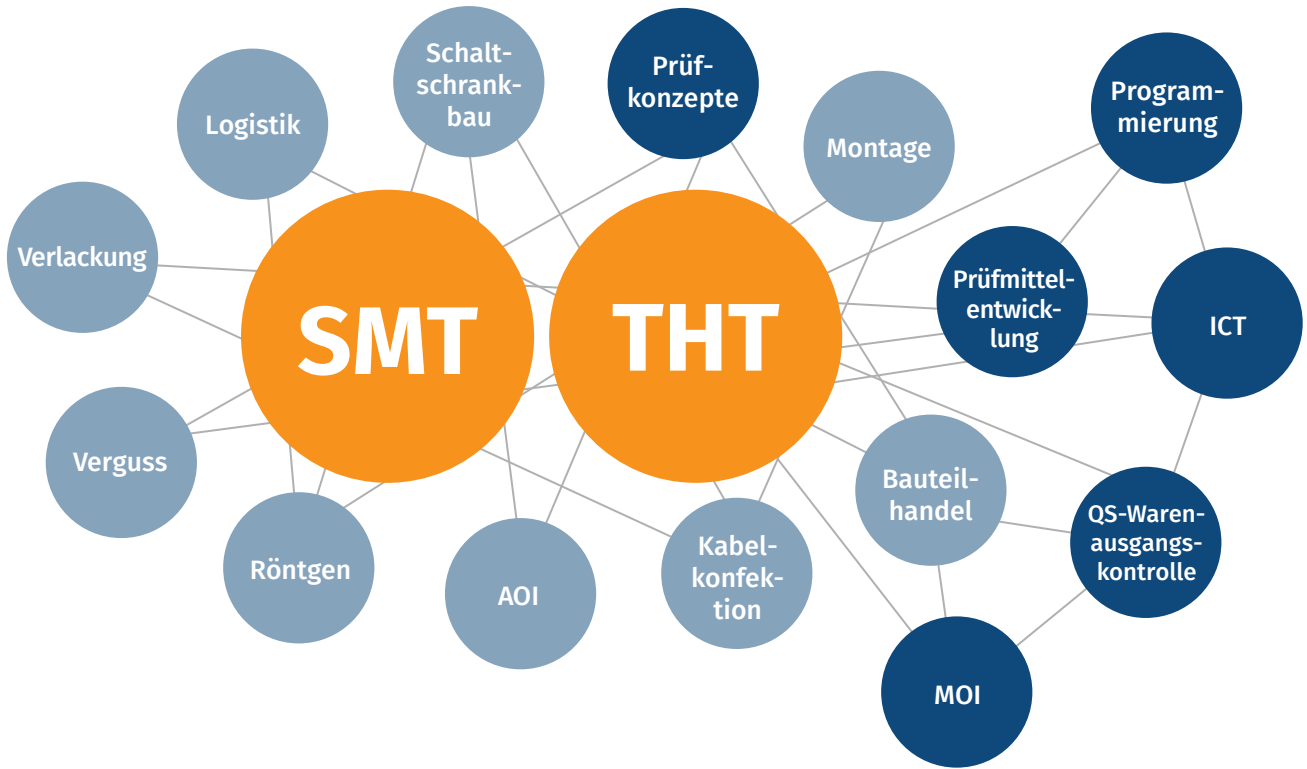 Schalt-
schrank-
bau
Prüf-
konzepte
Program-
mierung
Logistik
Montage
Verlackung
SMT
THT
Prüfmittel-
entwick-
lung
ICT
Verguss
Bauteil-
handel
QS-Waren-
ausgangs-
kontrolle
Röntgen
AOI
Kabel-
konfek-
tion
MOI